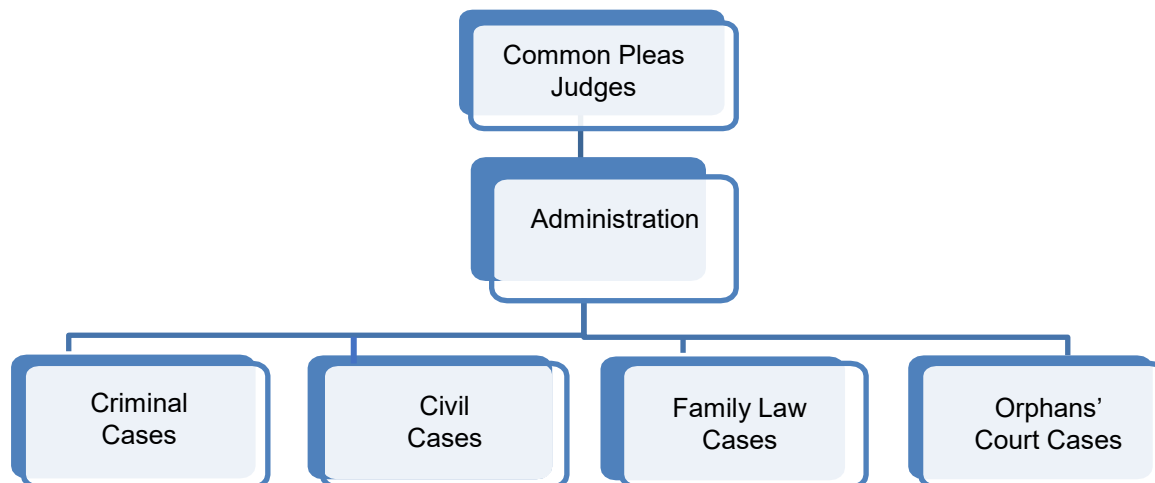 Common Pleas
Judges
Administration
Criminal
Cases
Civil
Cases
Family Law
Cases
Orphans’
Court Cases